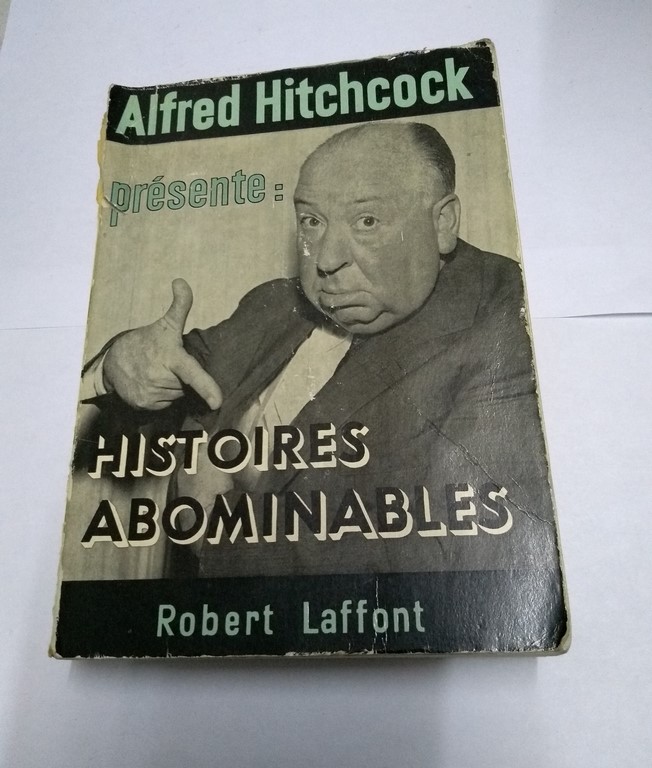 Alfred Hitchcock
présente:
HISTOIRES
ABOMINABLES
Robert Laffont